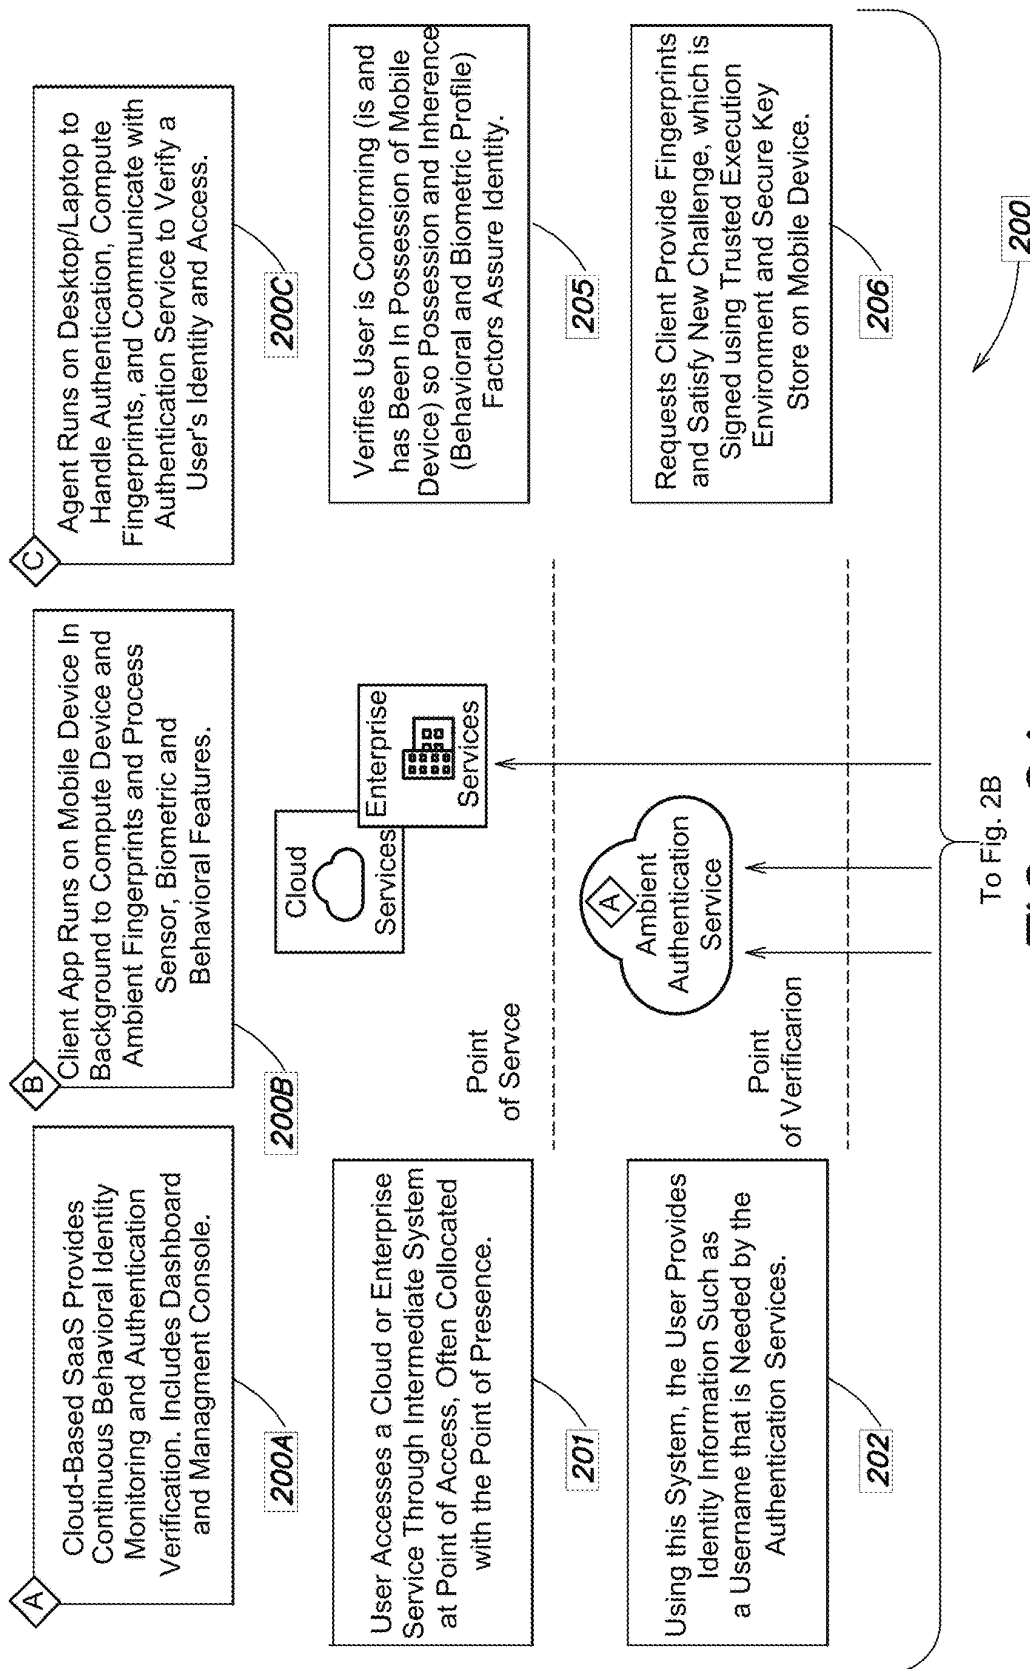 A
Cloud-Based SaaS Provides
Continuous Behavioral Identity
Monitoring and Authentication
Verification. Includes Dashboard
and Managment Console.
200A
B
Client App Runs on Mobile Device In
Background to Compute Device and
Ambient Fingerprints and Process
Sensor, Biometric and
Behavioral Features.
200B
C
Agent Runs on Desktop/Laptop to
Handle Authentication, Compute
Fingerprints, and Communicate with
Authentication Service to Verify a
User's Identity and Access.
200C
User Accesses a Cloud or Enterprise
Service Through Intermediate System
at Point of Access, Often Collocated
with the Point of Presence.
201
Cloud
Services
Enterprise
Services
Point
of Servce
Verifies User is Conforming (is and
has Been In Possession of Mobile
Device) so Possession and Inherence
(Behavioral and Biometric Profile)
Factors Assure Identity.
205
Using this System, the User Provides
Identity Information Such as
a Username that is Needed by the
Authentication Services.
202
A
Ambient
Authentication
Service
Point
of Verificarion
Requests Client Provide Fingerprints
and Satisfy New Challenge, which is
Signed using Trusted Execution
Environment and Secure Key
Store on Mobile Device.
206
To Fig. 2B
200